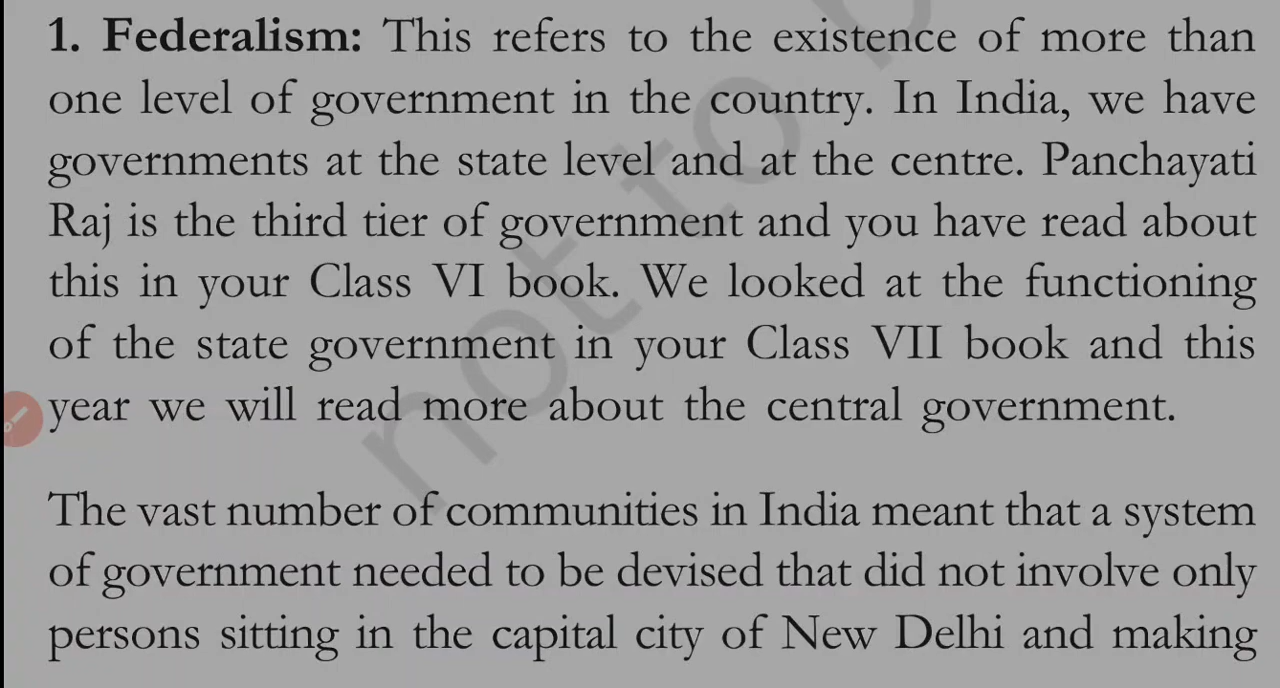 1. Federalism: This refers to the existence of more than
one level of government in the country. In India, we have
governments at the state level and at the centre. Panchayati
Raj is the third tier of government and you have read about
this in your Class VI book. We looked at the functioning
of the state government in your Class VII book and this
year we will read more about the central government.
The vast number of communities in India meant that a system
of government needed to be devised that did not involve only
persons sitting in the capital city of New Delhi and making
not to b